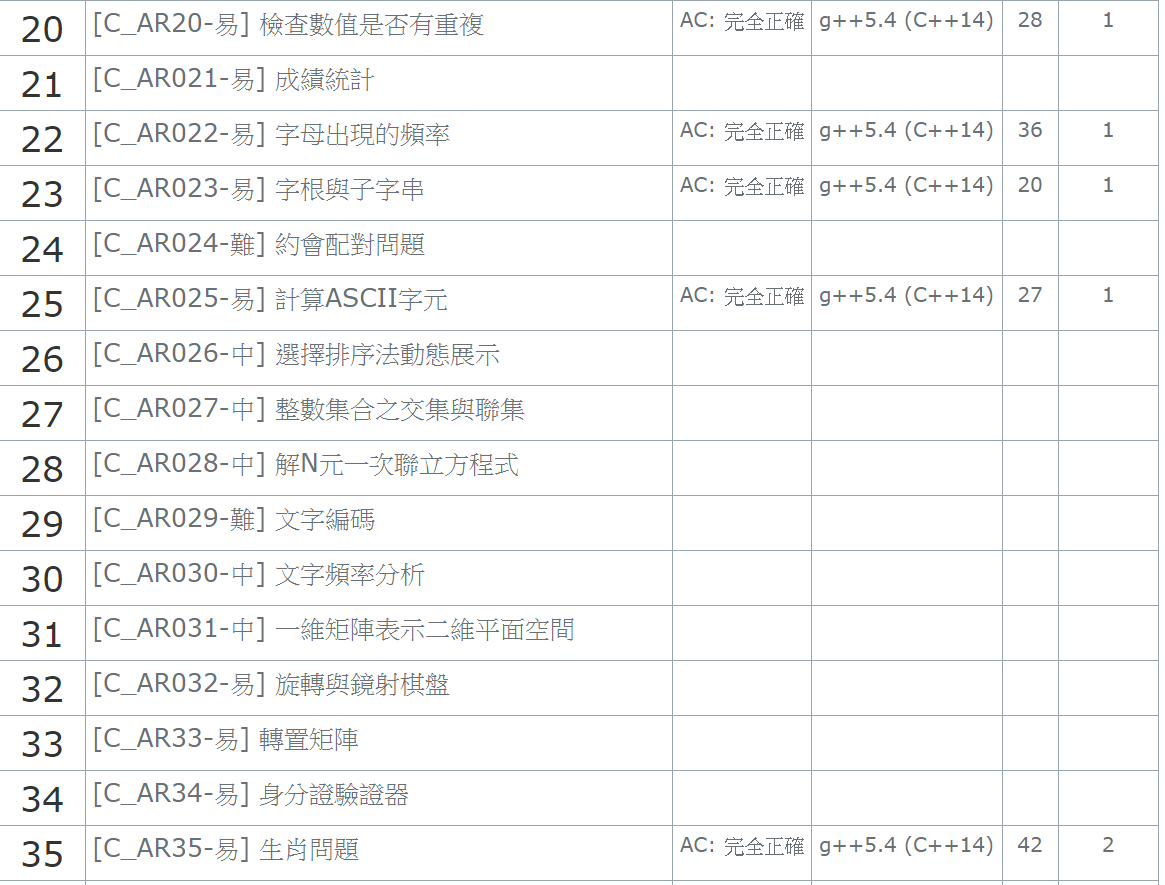 20 [C_AR20-易] 檢查數值是否有重複 AC: 完全正確 g++5.4 (C++14) 28 1
21 [C_AR021-易] 成績統計
22 [C_AR022-易] 字母出現的頻率 AC: 完全正確 g++5.4 (C++14) 36 1
23 [C_AR023-易] 字根與子字串 AC: 完全正確 g++5.4 (C++14) 20 1
24 [C_AR024-難] 約會配對問題
25 [C_AR025-易] 計算ASCII字元 AC: 完全正確 g++5.4 (C++14) 27 1
26 [C_AR026-中] 選擇排序法動態展示
27 [C_AR027-中] 整數集合之交集與聯集
28 [C_AR028-中] 解N元一次聯立方程式
29 [C_AR029-難] 文字編碼
30 [C_AR030-中] 文字頻率分析
31 [C_AR031-中] 一維矩陣表示二維平面空間
32 [C_AR032-易] 旋轉與鏡射棋盤
33 [C_AR33-易] 轉置矩陣
34 [C_AR34-易] 身分證驗證器
35 [C_AR35-易] 生肖問題 AC: 完全正確 g++5.4 (C++14) 42 2